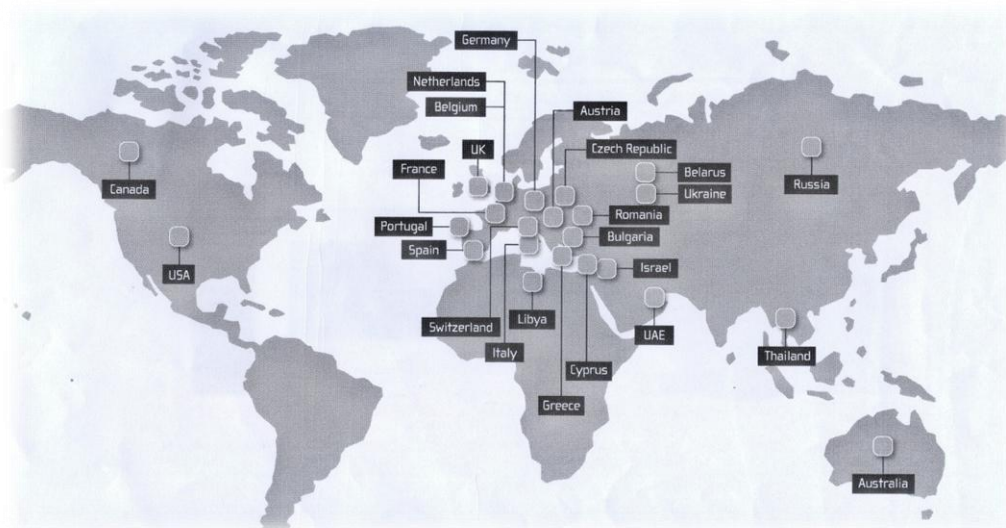 Germany
Netherlands
Belgium
Austria
UK
Czech Republic
France
Belarus
Canada
Russia
Ukraine
Portugal
Romania
Spain
Bulgaria
USA
Israel
Libya
Switzerland
UAE
Italy
Thailand
Cyprus
Greece
Australia